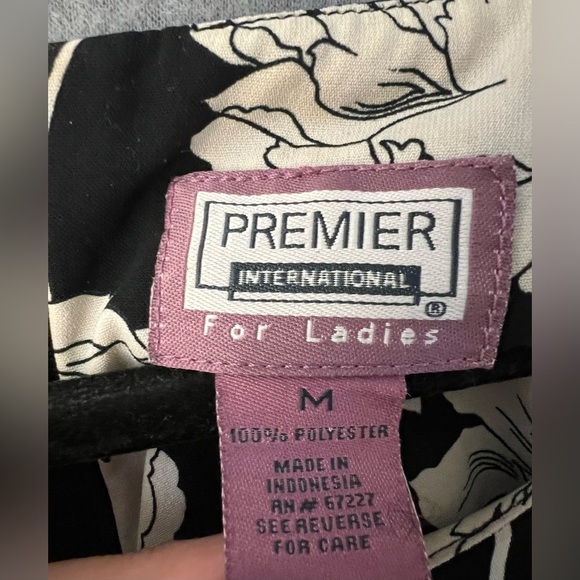 PREMIER
INTERNATIONAL
®
For Ladies
M
100% POLYESTER
MADE IN
INDONESIA
RN# 67227
SEE REVERSE
FOR CARE